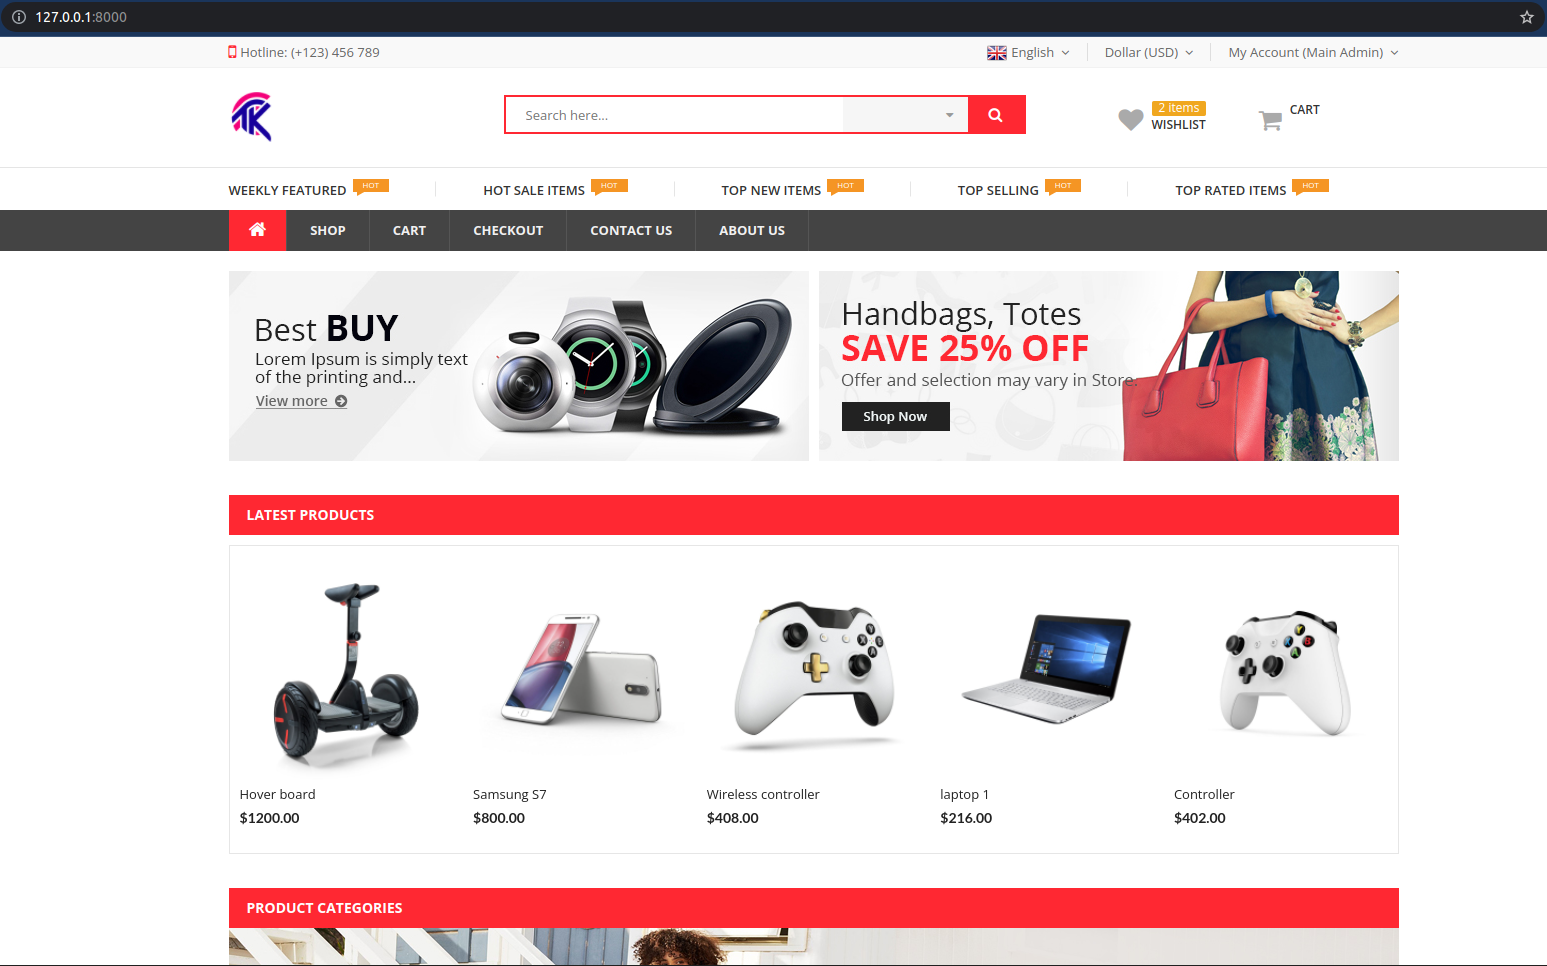 127.0.0.1:8000
Hotline: (+123) 456 789
English
Dollar (USD)
My Account (Main Admin)
TK
Search here...
2 items
WISHLIST
CART
WEEKLY FEATURED HOT
HOT SALE ITEMS HOT
TOP NEW ITEMS HOT
TOP SELLING HOT
TOP RATED ITEMS HOT
SHOP
CART
CHECKOUT
CONTACT US
ABOUT US
Best BUY
Lorem Ipsum is simply text
of the printing and...
View more
Handbags, Totes
SAVE 25% OFF
Offer and selection may vary in Store.
Shop Now
LATEST PRODUCTS
Hover board
$1200.00
Samsung S7
$800.00
Wireless controller
$408.00
laptop 1
$216.00
Controller
$402.00
PRODUCT CATEGORIES